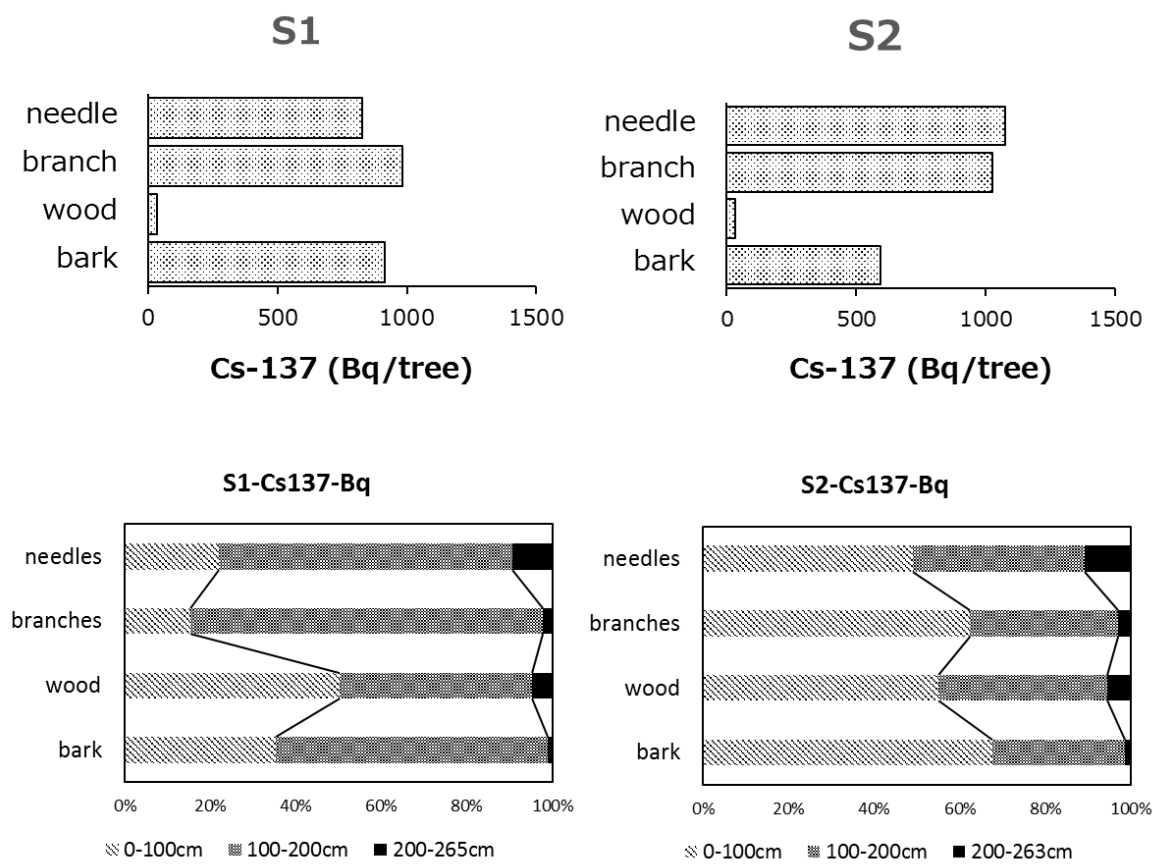 S1
needle
branch
wood
bark
0 500 1000 1500
Cs-137 (Bq/tree)
S2
needle
branch
wood
bark
0 500 1000 1500
Cs-137 (Bq/tree)
S1-Cs137-Bq
needles
branches
wood
bark
0% 20% 40% 60% 80% 100%
0-100cm 100-200cm 200-265cm
S2-Cs137-Bq
needles
branches
wood
bark
0% 20% 40% 60% 80% 100%
0-100cm 100-200cm 200-263cm